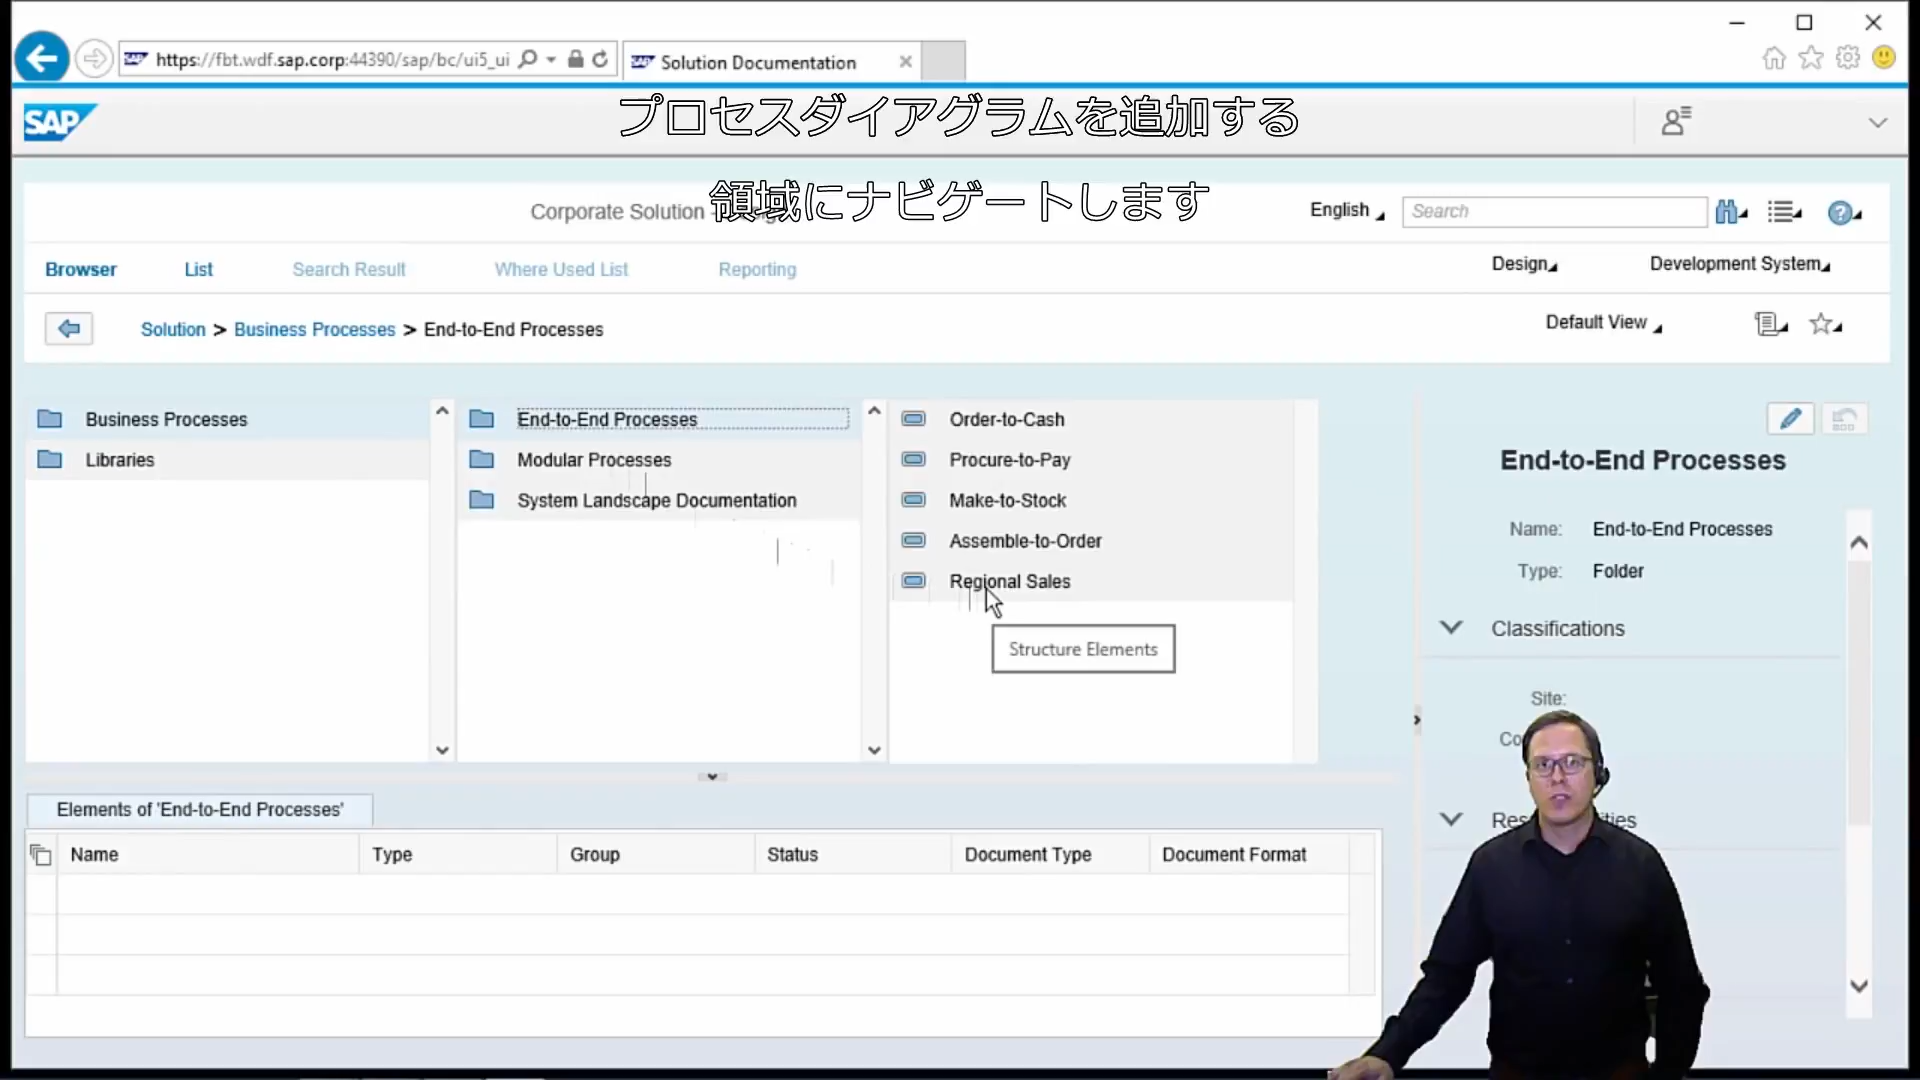 https://fbt.wdf.sap.corp:44390/sap/bc/ui5_ui
Solution Documentation
SAP
プロセスダイアグラムを追加する
領域にナビゲートします
Corporate Solution
English
Search
Browser
List
Search Result
Where Used List
Reporting
Design
Development System
Solution > Business Processes > End-to-End Processes
Default View
Business Processes
Libraries
End-to-End Processes
Modular Processes
System Landscape Documentation
Order-to-Cash
Procure-to-Pay
Make-to-Stock
Assemble-to-Order
Regional Sales
Structure Elements
End-to-End Processes
Name: End-to-End Processes
Type: Folder
Classifications
Site:
Elements of 'End-to-End Processes'
Name
Type
Group
Status
Document Type
Document Format